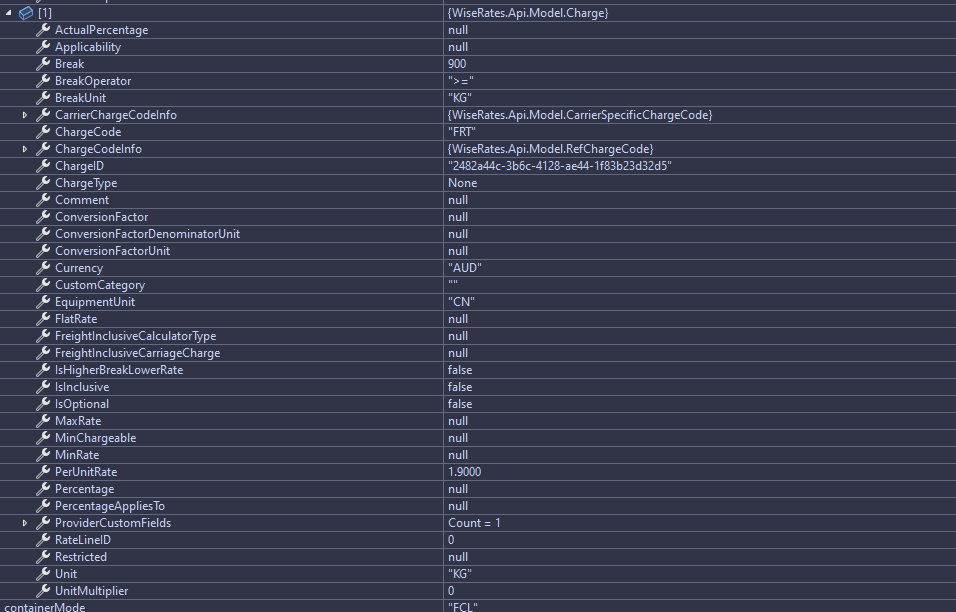 [1] {WiseRates.Api.Model.Charge}
ActualPercentage null
Applicability null
Break 900
BreakOperator ">="
BreakUnit "KG"
CarrierChargeCodeInfo {WiseRates.Api.Model.CarrierSpecificChargeCode}
ChargeCode "FRT"
ChargeCodeInfo {WiseRates.Api.Model.RefChargeCode}
ChargeID "2482a44c-3b6c-4128-ae44-1f83b23d32d5"
ChargeType None
Comment null
ConversionFactor null
ConversionFactorDenominatorUnit null
ConversionFactorUnit null
Currency "AUD"
CustomCategory ""
EquipmentUnit "CN"
FlatRate null
FreightInclusiveCalculatorType null
FreightInclusiveCarriageCharge null
IsHigherBreakLowerRate false
IsInclusive false
IsOptional false
MaxRate null
MinChargeable null
MinRate null
PerUnitRate 1.9000
Percentage null
PercentageAppliesTo null
ProviderCustomFields Count = 1
RateLineID 0
Restricted null
Unit "KG"
UnitMultiplier 0
containerMode "FCL"